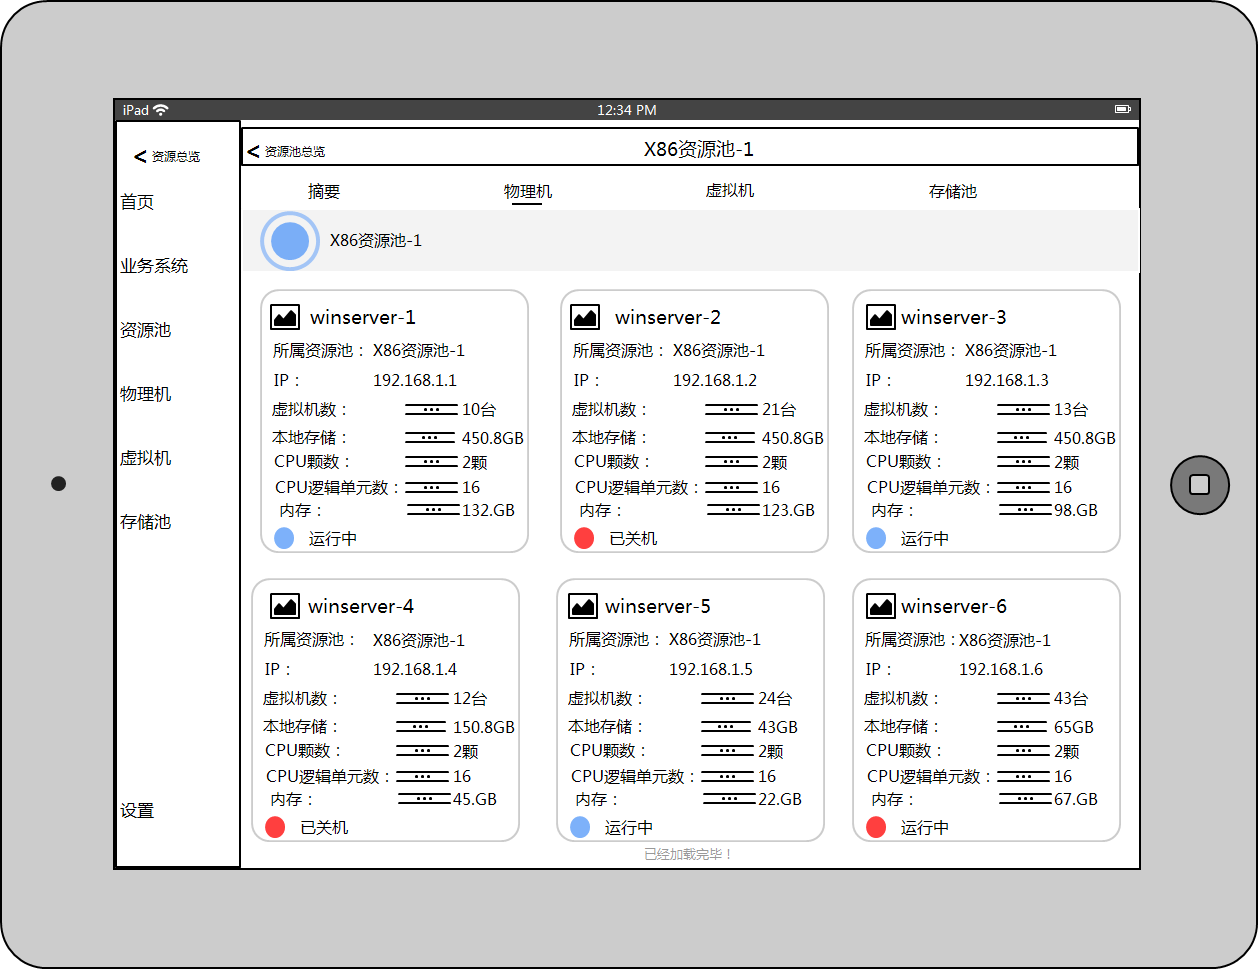 iPad 12:34 PM
< 资源总览
首页
业务系统
资源池
物理机
虚拟机
存储池
设置
< 资源池总览
X86资源池-1
摘要 物理机 虚拟机 存储池
X86资源池-1
winserver-1
所属资源池： X86资源池-1
IP： 192.168.1.1
虚拟机数： 10台
本地存储： 450.8GB
CPU颗数： 2颗
CPU逻辑单元数： 16
内存： 132.GB
运行中
winserver-2
所属资源池： X86资源池-1
IP： 192.168.1.2
虚拟机数： 21台
本地存储： 450.8GB
CPU颗数： 2颗
CPU逻辑单元数： 16
内存： 123.GB
已关机
winserver-3
所属资源池： X86资源池-1
IP： 192.168.1.3
虚拟机数： 13台
本地存储： 450.8GB
CPU颗数： 2颗
CPU逻辑单元数： 16
内存： 98.GB
运行中
winserver-4
所属资源池： X86资源池-1
IP： 192.168.1.4
虚拟机数： 12台
本地存储： 150.8GB
CPU颗数： 2颗
CPU逻辑单元数： 16
内存： 45.GB
已关机
winserver-5
所属资源池： X86资源池-1
IP： 192.168.1.5
虚拟机数： 24台
本地存储： 43GB
CPU颗数： 2颗
CPU逻辑单元数： 16
内存： 22.GB
运行中
winserver-6
所属资源池：X86资源池-1
IP： 192.168.1.6
虚拟机数： 43台
本地存储： 65GB
CPU颗数： 2颗
CPU逻辑单元数： 16
内存： 67.GB
运行中
已经加载完毕！